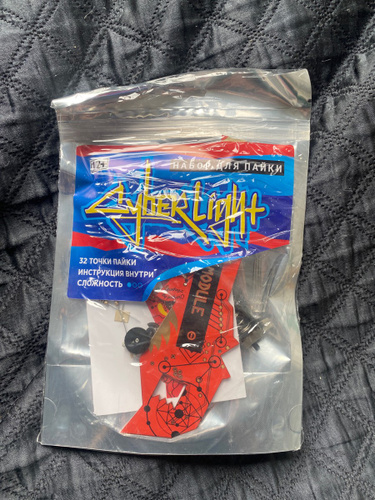 НАБОР ДЛЯ ПАЙКИ
CyberLight
32 ТОЧКИ ПАЙКИ
ИНСТРУКЦИЯ ВНУТРИ
СЛОЖНОСТЬ
MODULE